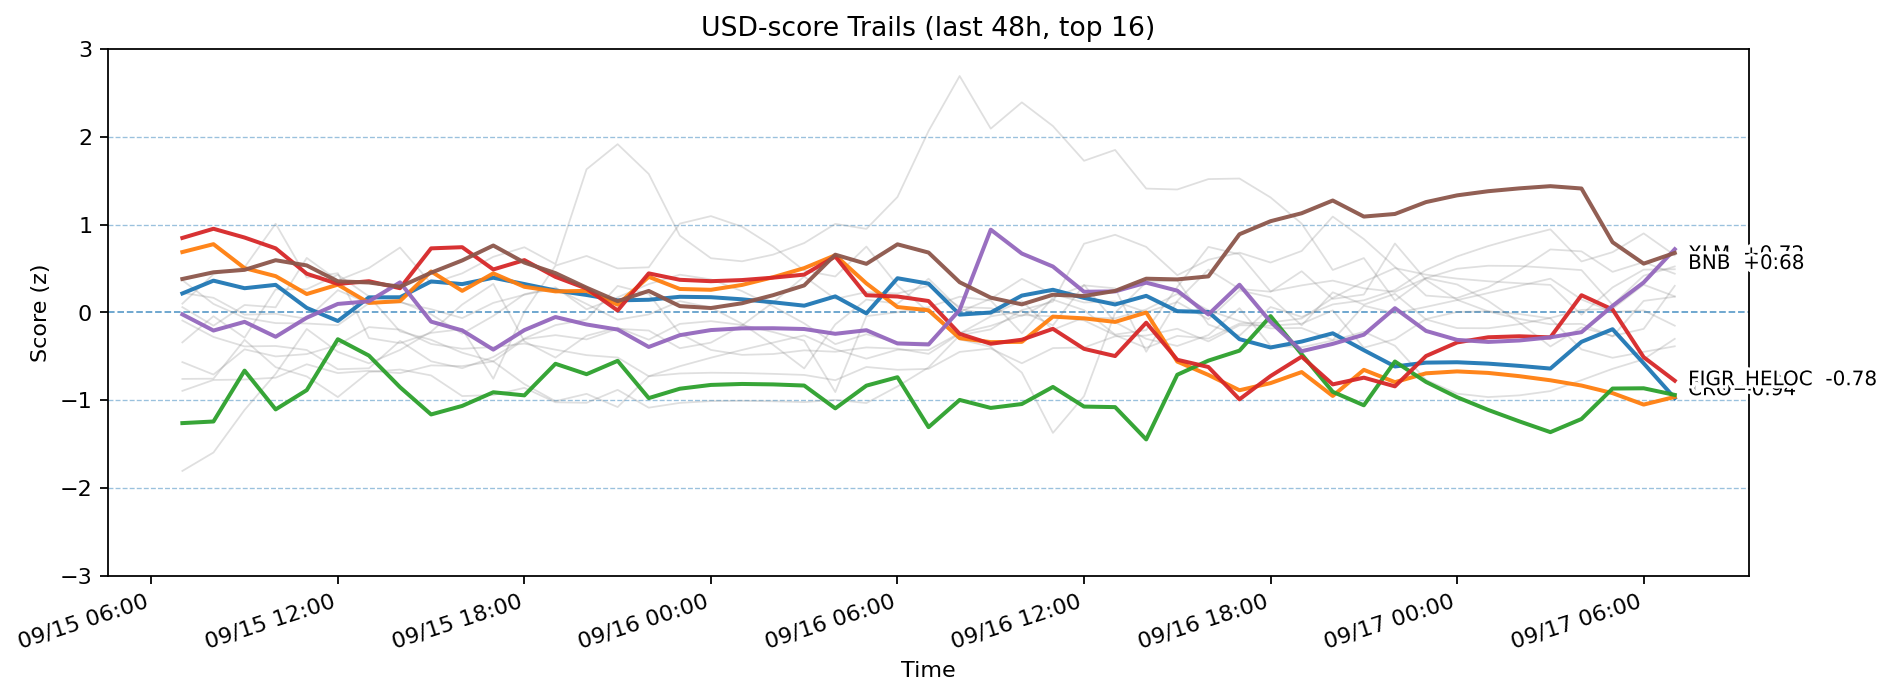 USD-score Trails (last 48h, top 16)
3
2
1
0
−1
−2
−3
Score (z)
XLM +0.72
BNB +0.68
FIGR_HELOC -0.78
09/15 06:00
09/15 12:00
09/15 18:00
09/16 00:00
09/16 06:00
09/16 12:00
09/16 18:00
09/17 00:00
09/17 06:00
Time